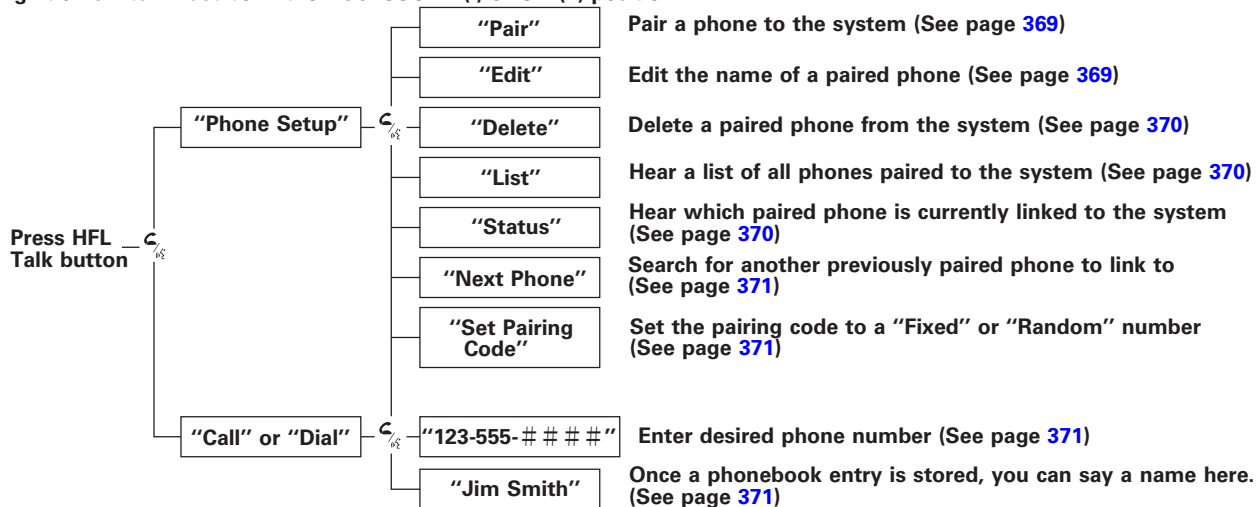 "Pair" Pair a phone to the system (See page 369)
"Edit" Edit the name of a paired phone (See page 369)
"Phone Setup" "Delete" Delete a paired phone from the system (See page 370)
"List" Hear a list of all phones paired to the system (See page 370)
"Status" Hear which paired phone is currently linked to the system
(See page 370)
Press HFL
Talk button
"Next Phone" Search for another previously paired phone to link to
(See page 371)
"Set Pairing
Code"
Set the pairing code to a "Fixed" or "Random" number
(See page 371)
"Call" or "Dial" "123-555-####" Enter desired phone number (See page 371)
"Jim Smith" Once a phonebook entry is stored, you can say a name here.
(See page 371)